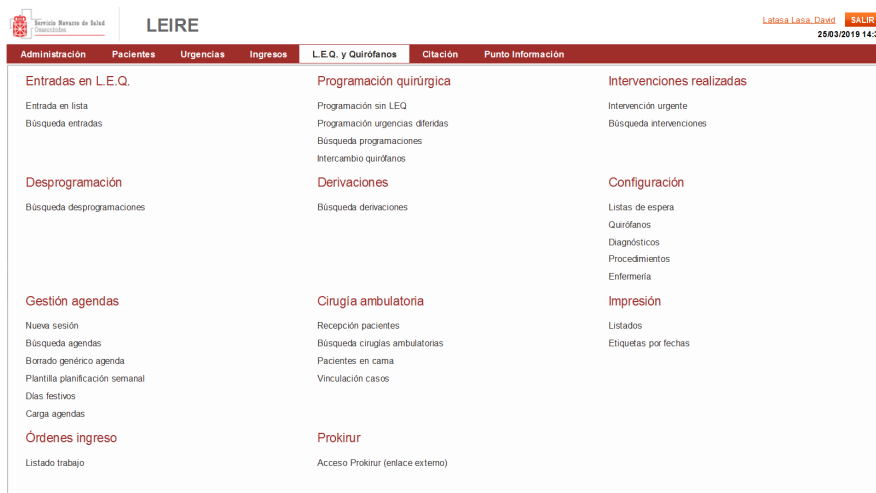 Servicio Navarro de Salud
Osasunbidea
LEIRE
Latasa Lasa, David
SALIR
25/03/2019 14:3
Administración Pacientes Urgencias Ingresos L.E.Q. y Quirófanos Citación Punto Información
Entradas en L.E.Q.
Entrada en lista
Búsqueda entradas
Programación quirúrgica
Programación sin LEQ
Programación urgencias diferidas
Búsqueda programaciones
Intercambio quirófanos
Intervenciones realizadas
Intervención urgente
Búsqueda intervenciones
Desprogramación
Búsqueda desprogramaciones
Derivaciones
Búsqueda derivaciones
Configuración
Listas de espera
Quirófanos
Diagnósticos
Procedimientos
Enfermería
Gestión agendas
Nueva sesión
Búsqueda agendas
Borrado genérico agenda
Plantilla planificación semanal
Días festivos
Carga agendas
Cirugía ambulatoria
Recepción pacientes
Búsqueda cirugías ambulatorias
Pacientes en cama
Vinculación casos
Impresión
Listados
Etiquetas por fechas
Órdenes ingreso
Listado trabajo
Prokirur
Acceso Prokirur (enlace externo)